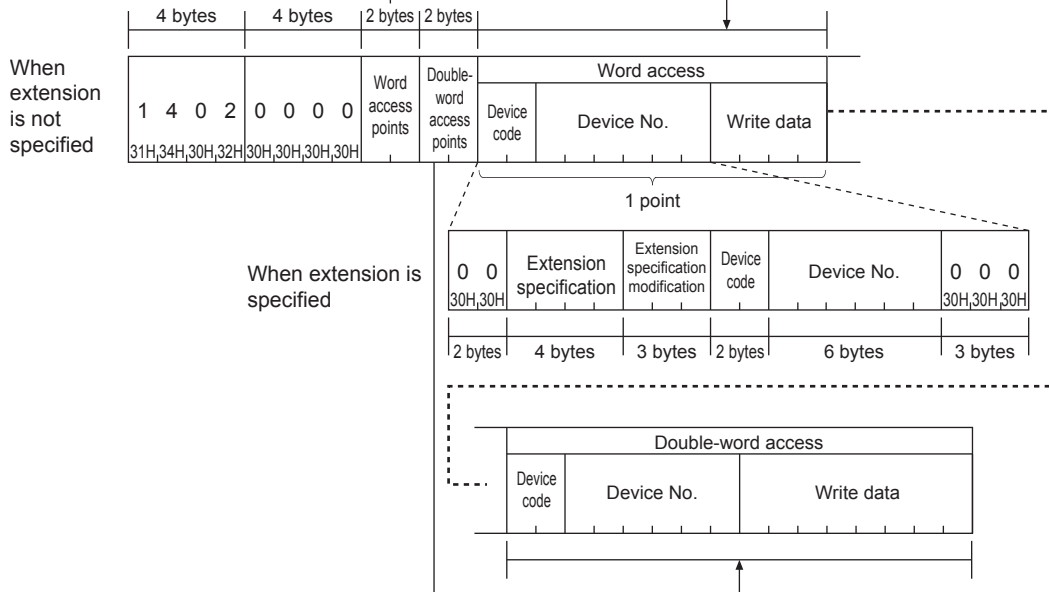 4 bytes 4 bytes 2 bytes 2 bytes
When
extension
is not
specified
1 4 0 2 0 0 0 0
31H,34H,30H,32H 30H,30H,30H,30H
Word
access
points
Double-
word
access
points
Word access
Device
code
Device No.
Write data
1 point
When extension is
specified
0 0
30H,30H
Extension
specification
Extension
specification
modification
Device
code
Device No.
0 0 0
30H,30H,30H
2 bytes 4 bytes 3 bytes 2 bytes 6 bytes 3 bytes
Double-word access
Device
code
Device No.
Write data